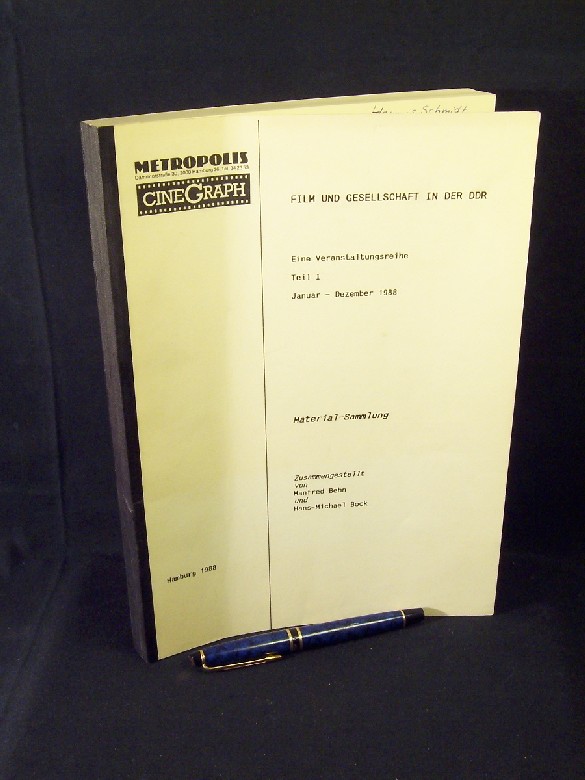 Schmidt
METROPOLIS
CINEGRAPH
FILM UND GESELLSCHAFT IN DER DDR
Eine Veranstaltungsreihe
Teil 1
Januar - Dezember 1988
Material-Sammlung
Zusammengestellt
von
Manfred Behn
und
Hans-Michael Bock
Hamburg 1988